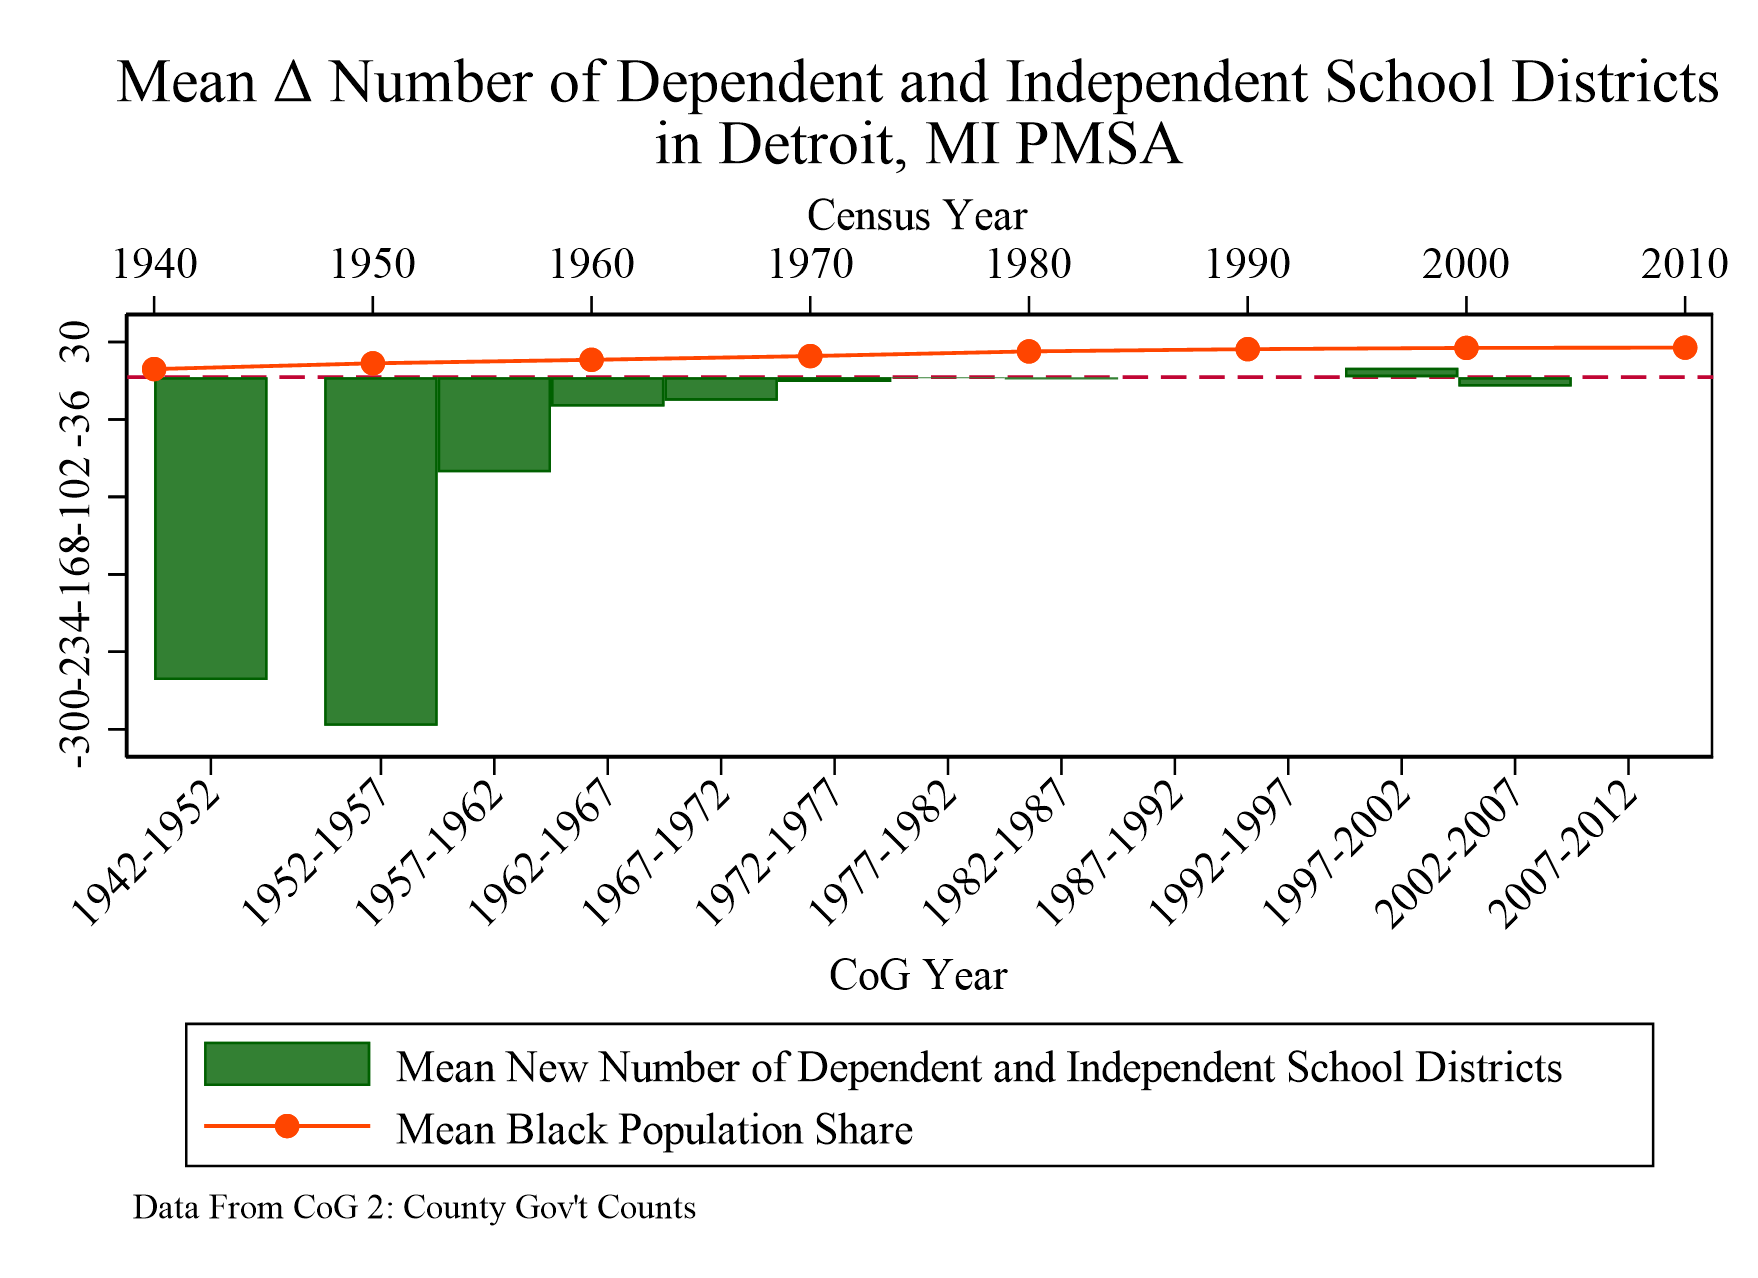 Mean Δ Number of Dependent and Independent School Districts
in Detroit, MI PMSA
Census Year
1940 1950 1960 1970 1980 1990 2000 2010
30
-36
-102
-168
-234
-300
1942-1952 1952-1957 1957-1962 1962-1967 1967-1972 1972-1977 1977-1982 1982-1987 1987-1992 1992-1997 1997-2002 2002-2007 2007-2012
CoG Year
Mean New Number of Dependent and Independent School Districts
Mean Black Population Share
Data From CoG 2: County Gov't Counts